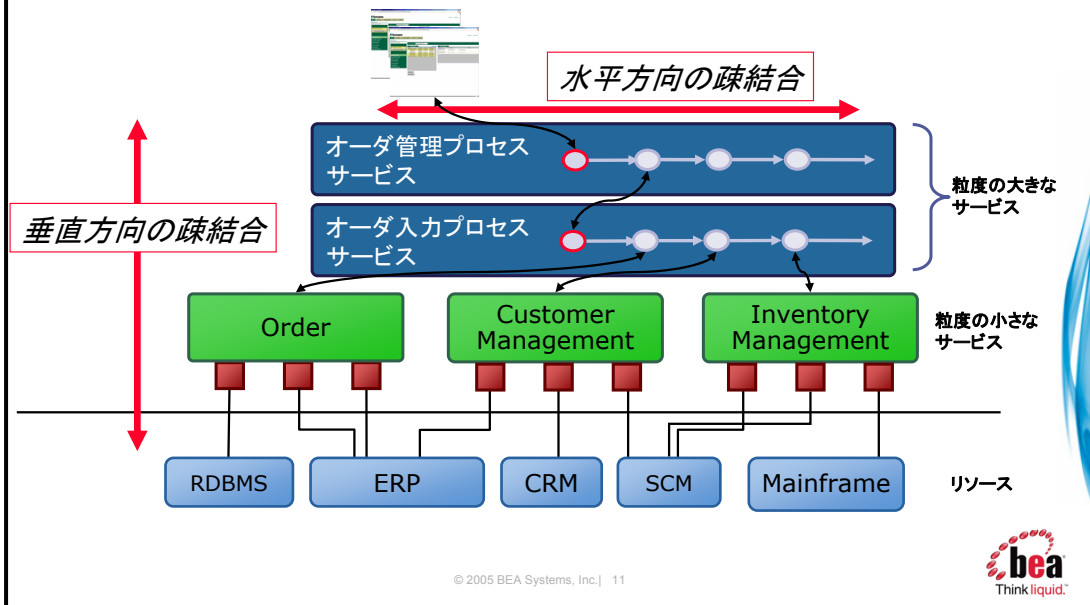 水平方向の疎結合
オーダ管理プロセス
サービス
粒度の大きな
サービス
垂直方向の疎結合
オーダ入力プロセス
サービス
Order
Customer
Management
Inventory
Management
粒度の小さな
サービス
RDBMS
ERP
CRM
SCM
Mainframe
リソース
© 2005 BEA Systems, Inc.| 11
bea
Think liquid.™